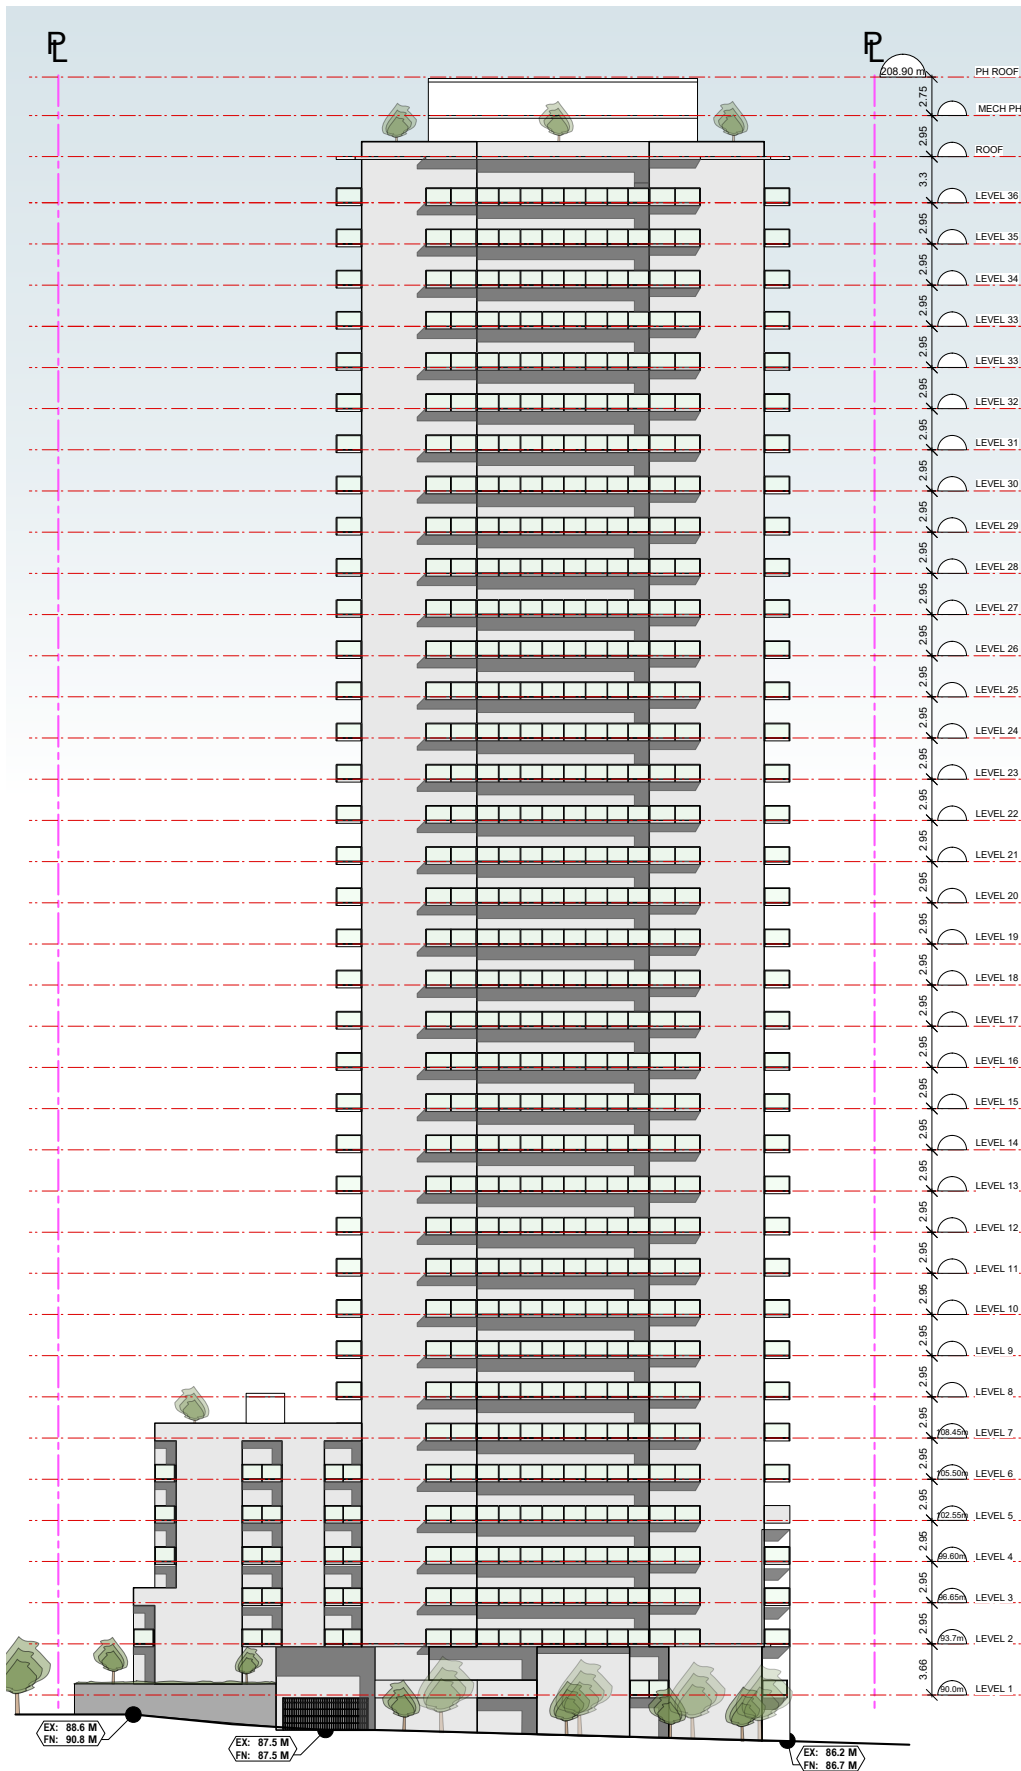 PL
PL
208.90 m
PH ROOF
2.75
MECH PH
2.95
ROOF
3.3
LEVEL 36
2.95
LEVEL 35
2.95
LEVEL 34
2.95
LEVEL 33
2.95
LEVEL 33
2.95
LEVEL 32
2.95
LEVEL 31
2.95
LEVEL 30
2.95
LEVEL 29
2.95
LEVEL 28
2.95
LEVEL 27
2.95
LEVEL 26
2.95
LEVEL 25
2.95
LEVEL 24
2.95
LEVEL 23
2.95
LEVEL 22
2.95
LEVEL 21
2.95
LEVEL 20
2.95
LEVEL 19
2.95
LEVEL 18
2.95
LEVEL 17
2.95
LEVEL 16
2.95
LEVEL 15
2.95
LEVEL 14
2.95
LEVEL 13
2.95
LEVEL 12
2.95
LEVEL 11
2.95
LEVEL 10
2.95
LEVEL 9
2.95
LEVEL 8
2.95
108.45m LEVEL 7
2.95
105.50m LEVEL 6
2.95
102.55m LEVEL 5
2.95
99.60m LEVEL 4
2.95
96.65m LEVEL 3
2.95
93.7m LEVEL 2
3.66
90.0m LEVEL 1
EX: 88.6 M
FN: 90.8 M
EX: 87.5 M
FN: 87.5 M
EX: 86.2 M
FN: 86.7 M